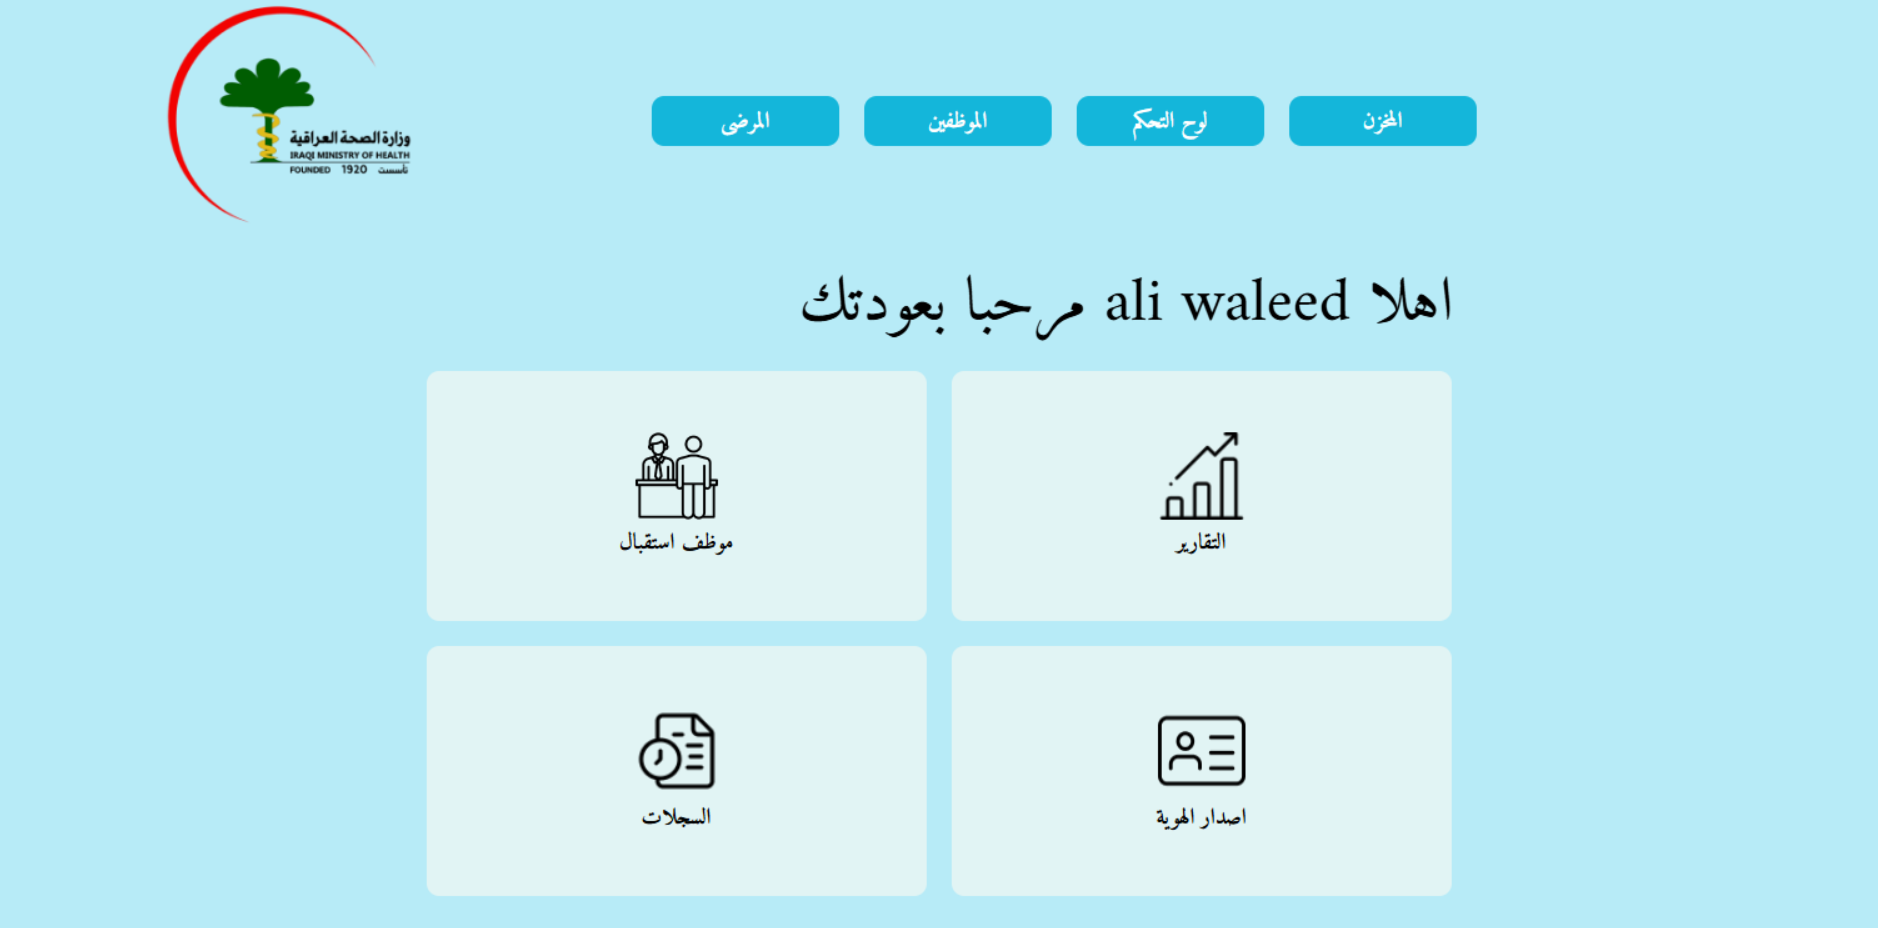 وزارة الصحة العراقية
IRAQI MINISTRY OF HEALTH
FOUNDED 1920 تأسست
المخزن
لوح التحكم
الموظفين
المرضى
اهلا ali waleed مرحبا بعودتك
التقارير
موظف استقبال
اصدار الهوية
السجلات